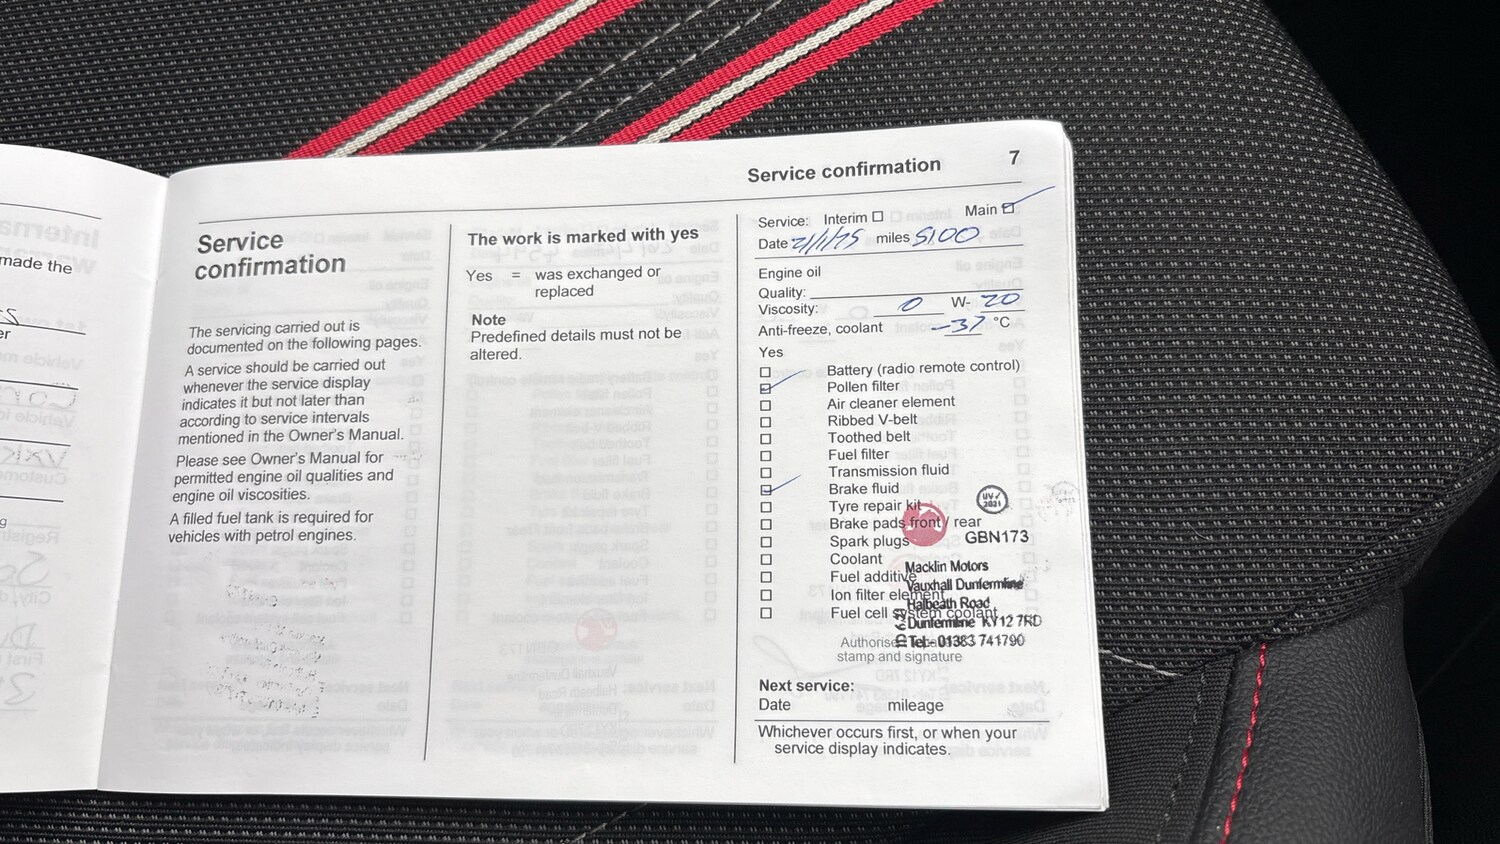 made the
er
g
Service confirmation 7
Service
confirmation
The servicing carried out is
documented on the following pages.
A service should be carried out
whenever the service display
indicates it but not later than
according to service intervals
mentioned in the Owner's Manual.
Please see Owner's Manual for
permitted engine oil qualities and
engine oil viscosities.
A filled fuel tank is required for
vehicles with petrol engines.
The work is marked with yes
Yes = was exchanged or
replaced
Note
Predefined details must not be
altered.
Service: Interim Main
Date miles 5100
Engine oil
Quality:
Viscosity: 0 W- 20
Anti-freeze, coolant -37 °C
Yes
Battery (radio remote control)
Pollen filter
Air cleaner element
Ribbed V-belt
Toothed belt
Fuel filter
Transmission fluid
Brake fluid
Tyre repair kit
Brake pads front / rear
Spark plugs
Coolant
Fuel additive
Ion filter element
Fuel cell system coolant
UV
2021
GBN173
Macklin Motors
Vauxhall Dunfermline
Halbeath Road
Dunfermline KY12 7RD
Tel: 01383 741790
stamp and signature
Next service:
Date mileage
Whichever occurs first, or when your
service display indicates.